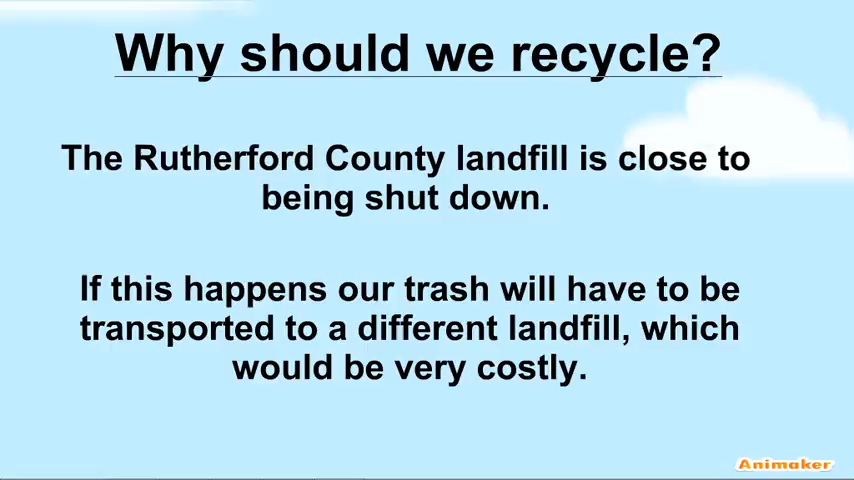 Why should we recycle?
The Rutherford County landfill is close to
being shut down.
If this happens our trash will have to be
transported to a different landfill, which
would be very costly.
Animaker